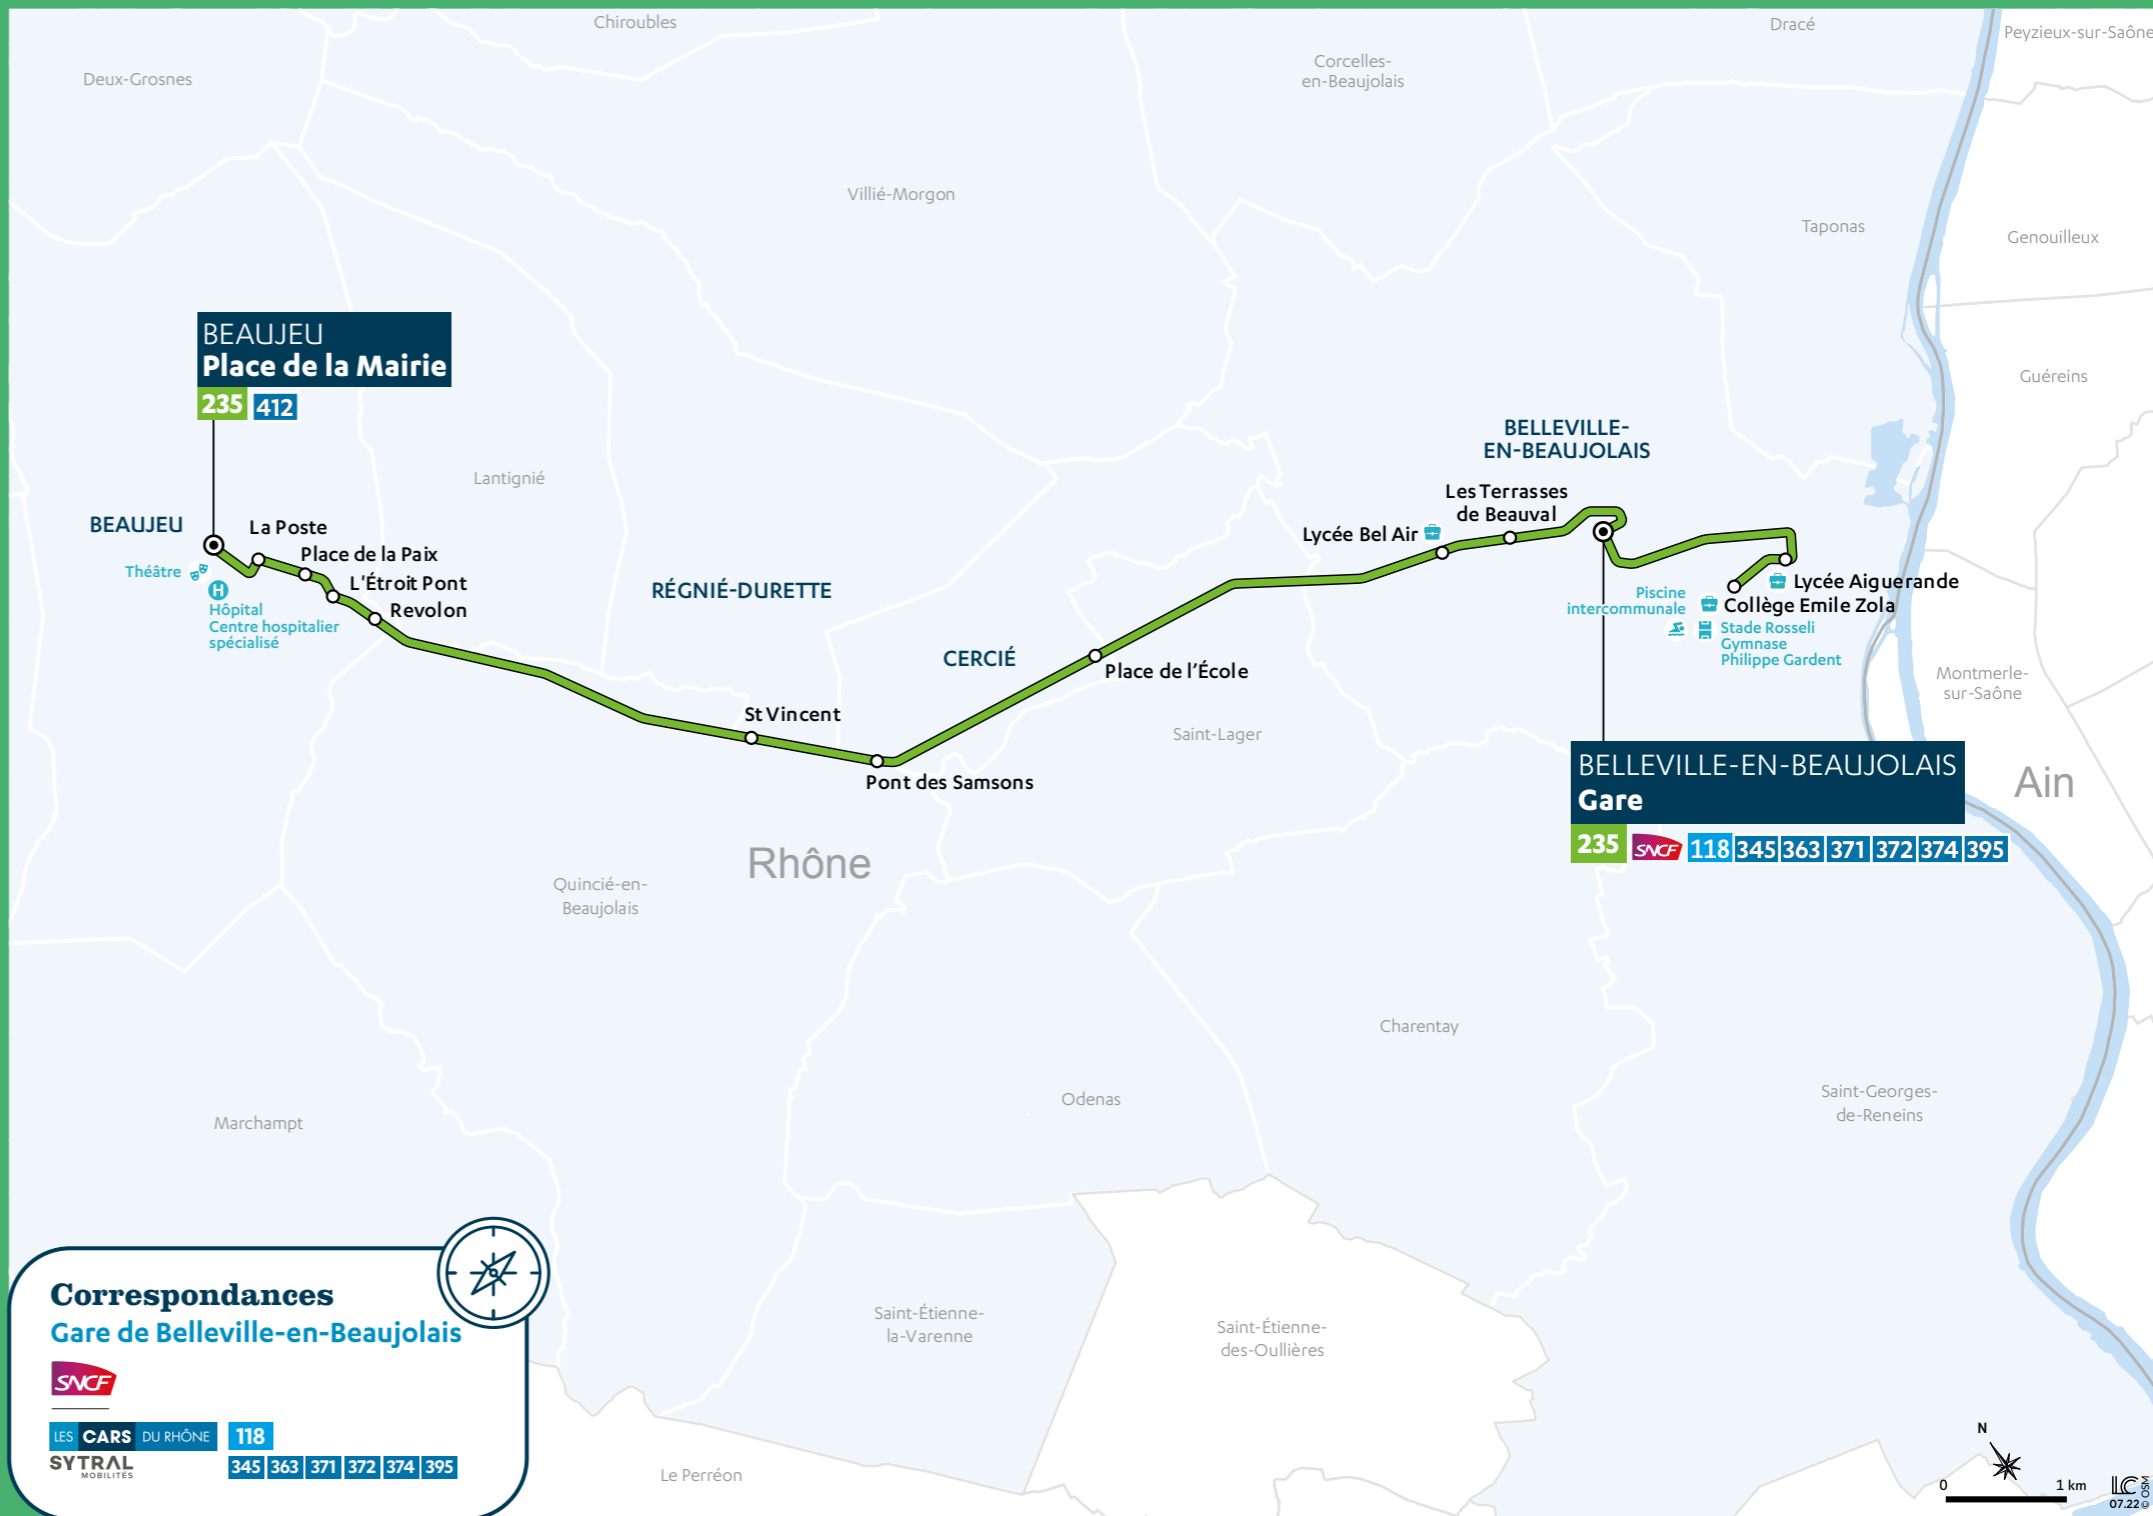 Chiroubles
Dracé
Peyzieux-sur-Saône
Deux-Grosnes
Corcelles-
en-Beaujolais
Villié-Morgon
Taponas
Genouilleux
BEAUJEU
Place de la Mairie
235 412
Guéreins
BELLEVILLE-
EN-BEAUJOLAIS
Lantignié
Les Terrasses
de Beauval
BEAUJEU
La Poste
Lycée Bel Air
Place de la Paix
Théâtre
L'Étroit Pont
H
Hôpital
Centre hospitalier
spécialisé
Revolon
RÉGNIÉ-DURETTE
Lycée Aiguerande
Piscine
intercommunale
Collège Emile Zola
Stade Rosseli
Gymnase
Philippe Gardent
CERCIÉ
Place de l'École
Montmerle-
sur-Saône
St Vincent
Saint-Lager
Pont des Samsons
BELLEVILLE-EN-BEAUJOLAIS
Gare
235 SNCF 118 345 363 371 372 374 395
Ain
Rhône
Quincié-en-
Beaujolais
Charentay
Odenas
Saint-Georges-
de-Reneins
Marchampt
Saint-Étienne-
la-Varenne
Saint-Étienne-
des-Oullières
Le Perréon
Correspondances
Gare de Belleville-en-Beaujolais
SNCF
LES CARS DU RHÔNE 118
SYTRAL
MOBILITÉS
345 363 371 372 374 395
N
0 1 km
LC
07.22 © OSM